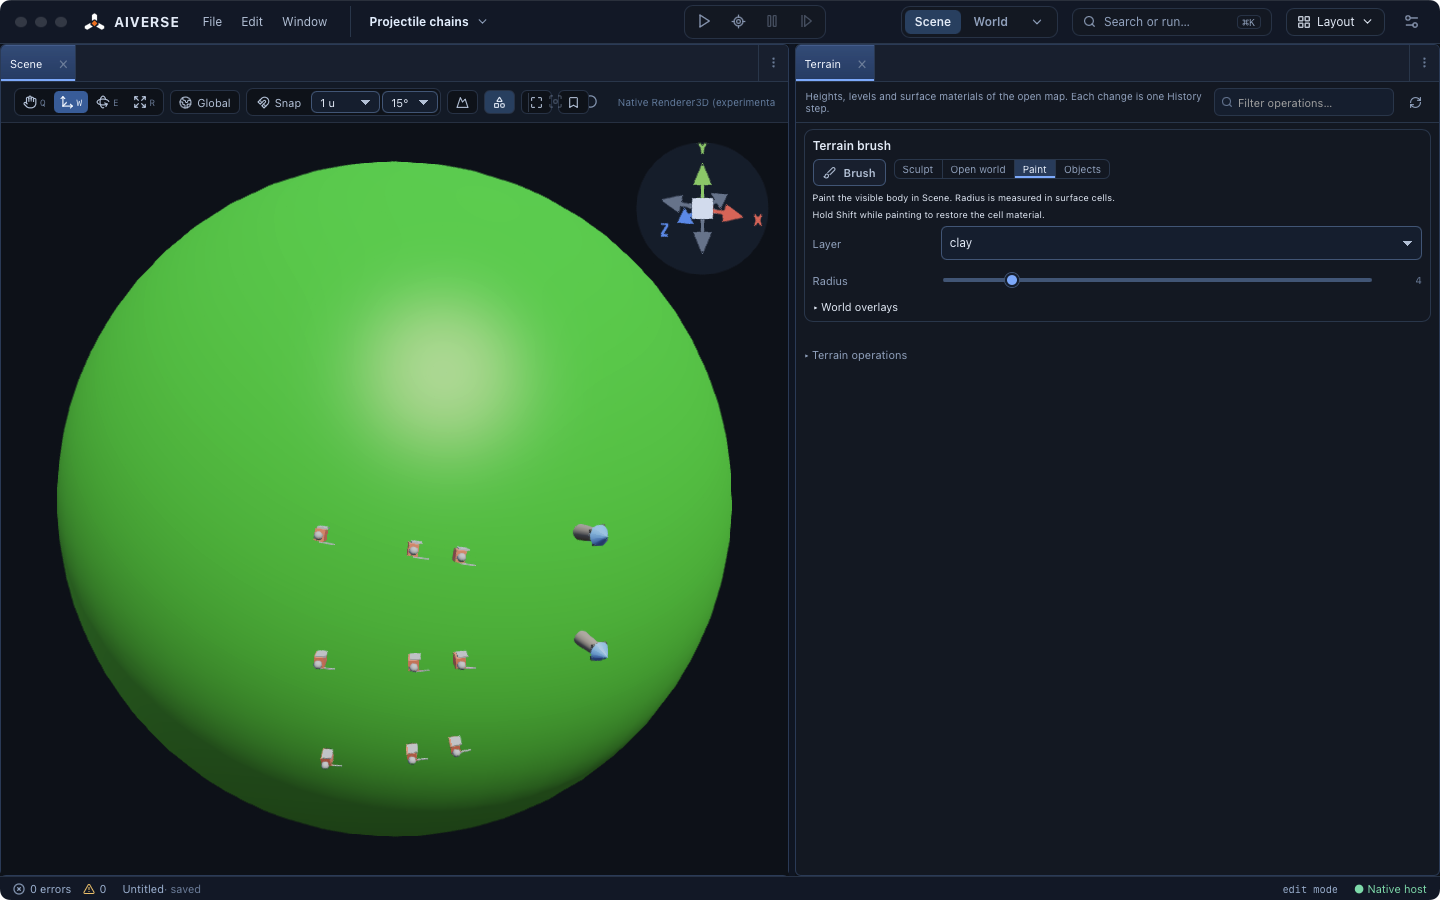 AIVERSE File Edit Window Projectile chains Scene World Search or run... ⌘K Layout
Scene
Terrain
Q W E R Global Snap 1 u 15° Native Renderer3D (experimenta
Heights, levels and surface materials of the open map. Each change is one History
step.
Filter operations...
Y
X
Z
Terrain brush
Brush Sculpt Open world Paint Objects
Paint the visible body in Scene. Radius is measured in surface cells.
Hold Shift while painting to restore the cell material.
Layer clay
Radius 4
World overlays
Terrain operations
0 errors 0 Untitled · saved edit mode Native host